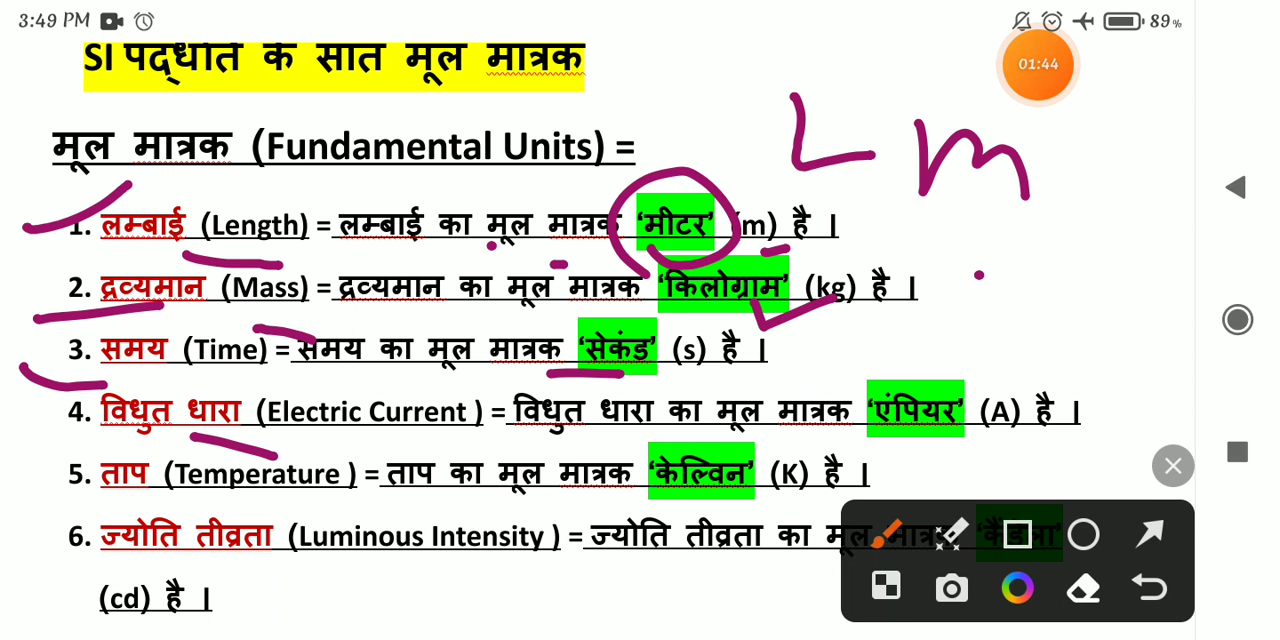 3:49 PM
89%
01:44
SI पद्धति के सात मूल मात्रक
L m
मूल मात्रक (Fundamental Units) =
1. लम्बाई (Length) = लम्बाई का मूल मात्रक ‘मीटर’ (m) है |
2. द्रव्यमान (Mass) = द्रव्यमान का मूल मात्रक ‘किलोग्राम’ (kg) है |
3. समय (Time) = समय का मूल मात्रक ‘सेकंड’ (s) है |
4. विधुत धारा (Electric Current ) = विधुत धारा का मूल मात्रक ‘एंपियर’ (A) है |
5. ताप (Temperature ) = ताप का मूल मात्रक ‘केल्विन’ (K) है |
6. ज्योति तीव्रता (Luminous Intensity ) = ज्योति तीव्रता का मूल मात्रक ‘कैंडेला’
(cd) है |